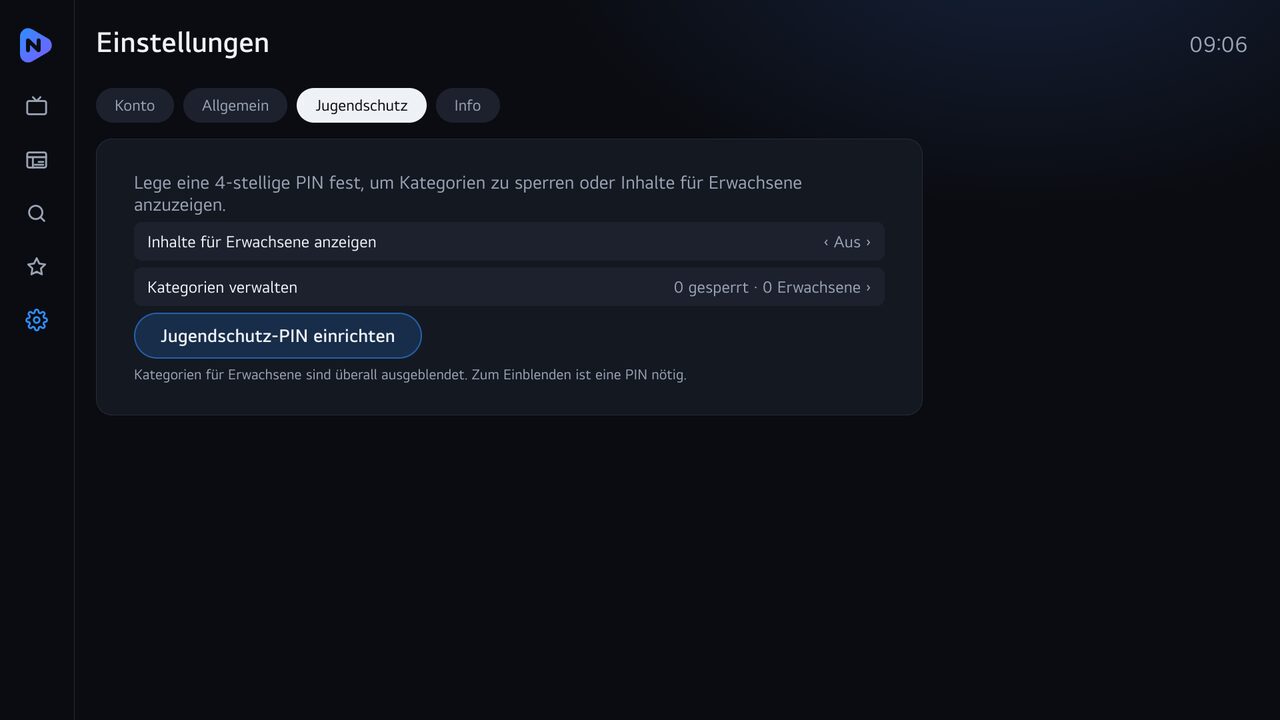 Einstellungen
09:06
Konto
Allgemein
Jugendschutz
Info
Lege eine 4-stellige PIN fest, um Kategorien zu sperren oder Inhalte für Erwachsene
anzuzeigen.
Inhalte für Erwachsene anzeigen
‹ Aus ›
Kategorien verwalten
0 gesperrt · 0 Erwachsene ›
Jugendschutz-PIN einrichten
Kategorien für Erwachsene sind überall ausgeblendet. Zum Einblenden ist eine PIN nötig.